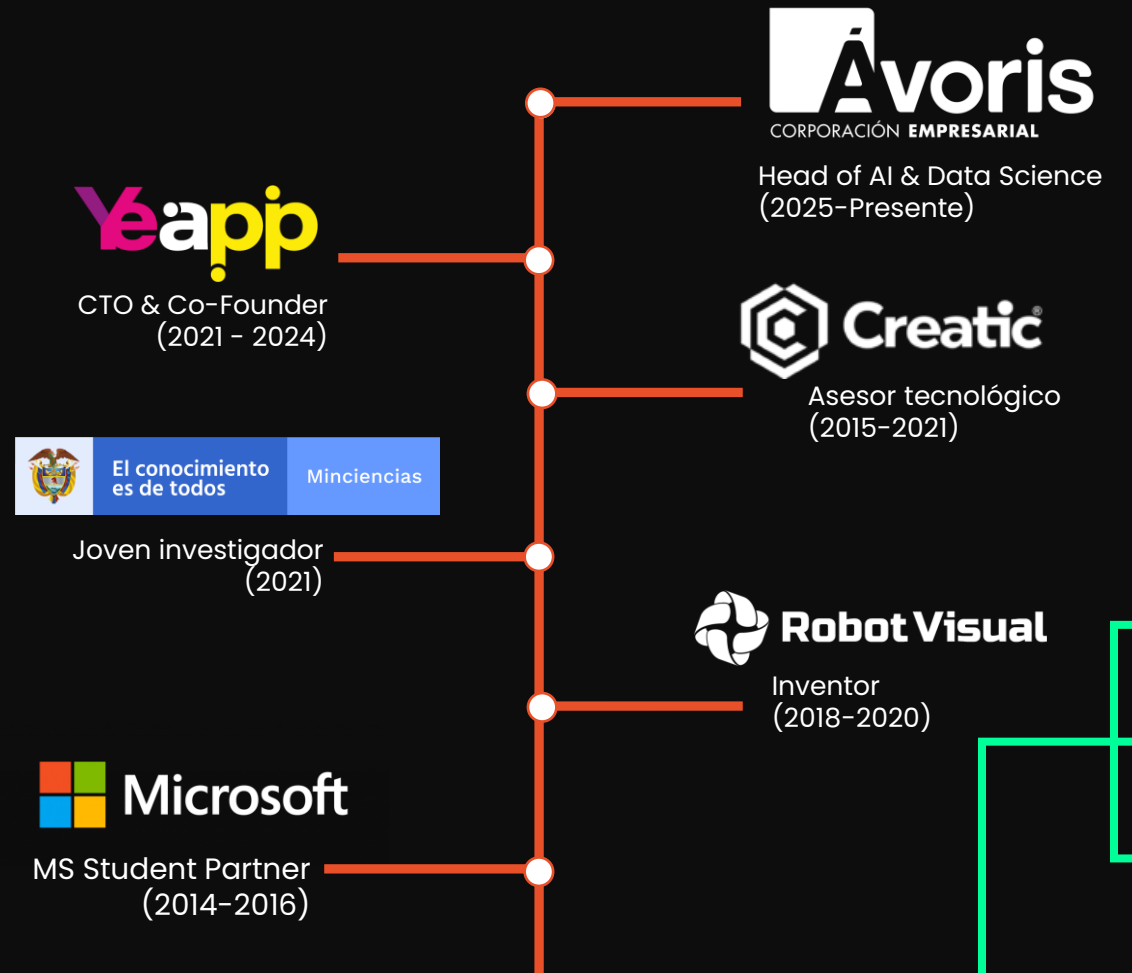 Ávoris
CORPORACIÓN EMPRESARIAL
Head of AI & Data Science
(2025-Presente)
Yeapp
CTO & Co-Founder
(2021 - 2024)
Creatic®
Asesor tecnológico
(2015-2021)
El conocimiento
es de todos
Minciencias
Joven investigador
(2021)
Robot Visual
Inventor
(2018-2020)
Microsoft
MS Student Partner
(2014-2016)